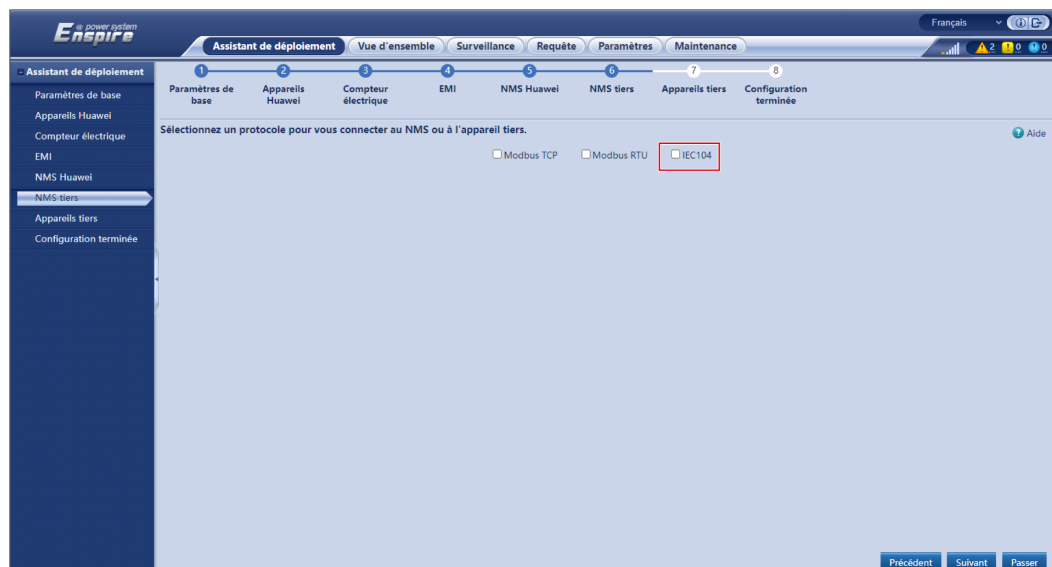 Enspire
e power system
Français
Assistant de déploiement Vue d'ensemble Surveillance Requête Paramètres Maintenance
2 0 0
Assistant de déploiement
Paramètres de base
Appareils Huawei
Compteur électrique
EMI
NMS Huawei
NMS tiers
Appareils tiers
Configuration terminée
1 2 3 4 5 6 7 8
Paramètres de base
Appareils Huawei
Compteur électrique
EMI
NMS Huawei
NMS tiers
Appareils tiers
Configuration terminée
Sélectionnez un protocole pour vous connecter au NMS ou à l'appareil tiers.
Aide
Modbus TCP Modbus RTU IEC104
Précédent Suivant Passer